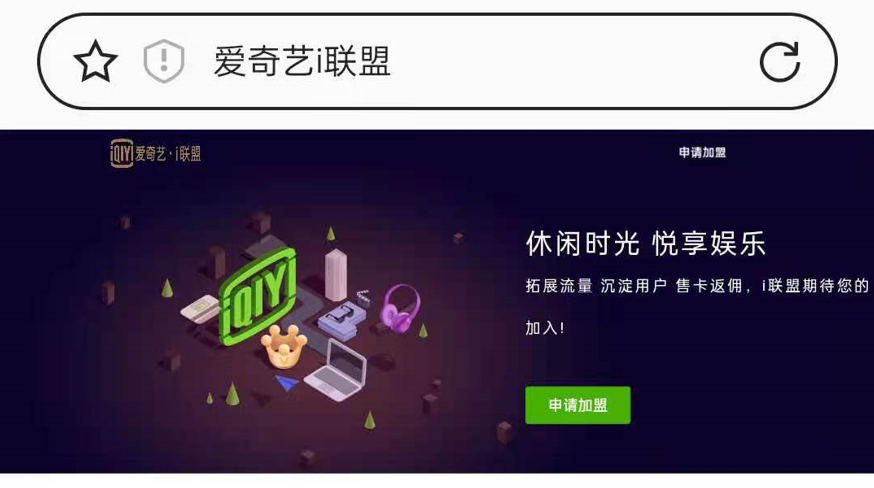 爱奇艺i联盟
iQIYI 爱奇艺·i联盟
申请加盟
休闲时光 悦享娱乐
拓展流量 沉淀用户 售卡返佣，i联盟期待您的
加入!
iQIYI
申请加盟